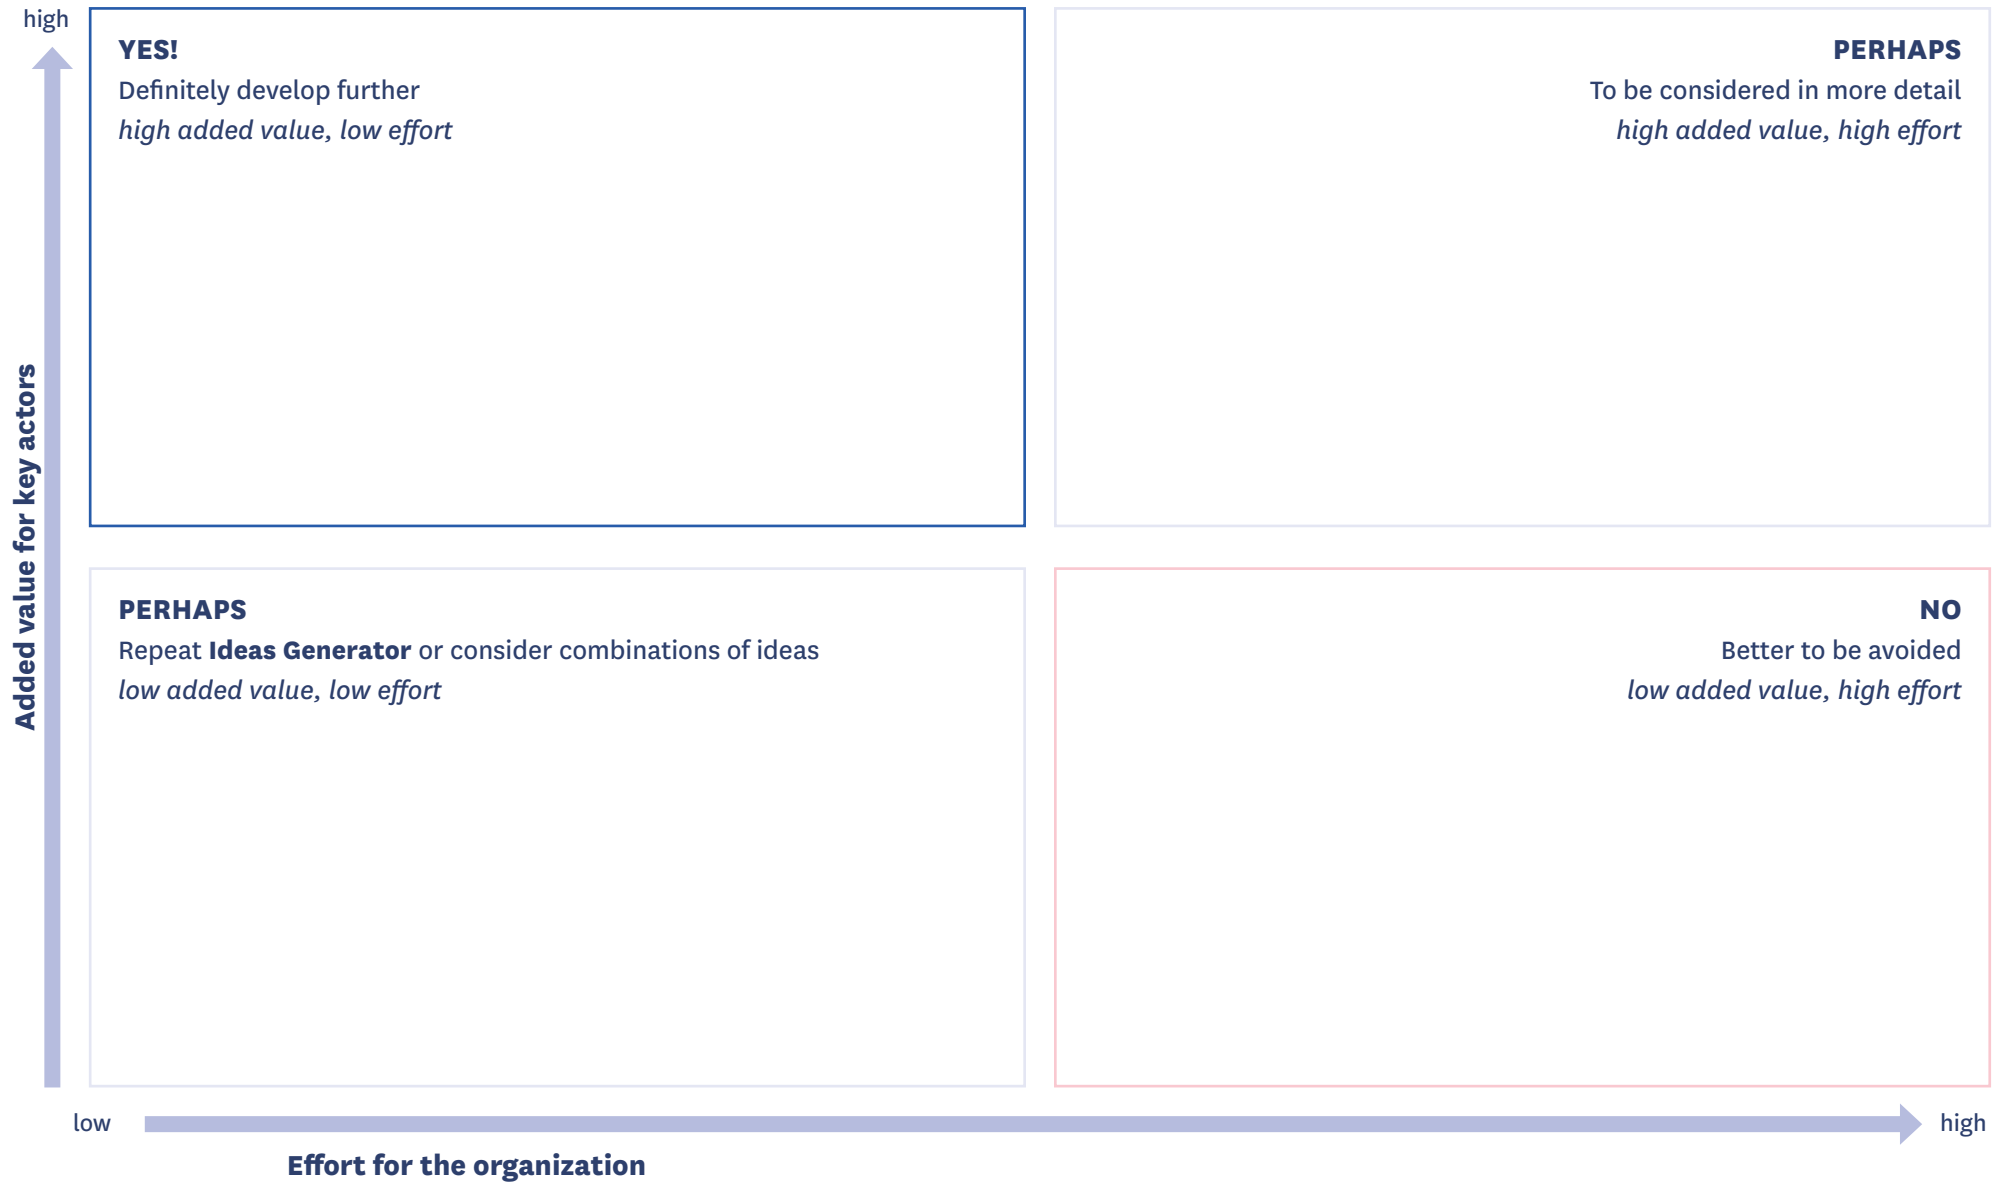 high
YES!
Definitely develop further
high added value, low effort
PERHAPS
To be considered in more detail
high added value, high effort
Added value for key actors
PERHAPS
Repeat Ideas Generator or consider combinations of ideas
low added value, low effort
NO
Better to be avoided
low added value, high effort
low
high
Effort for the organization